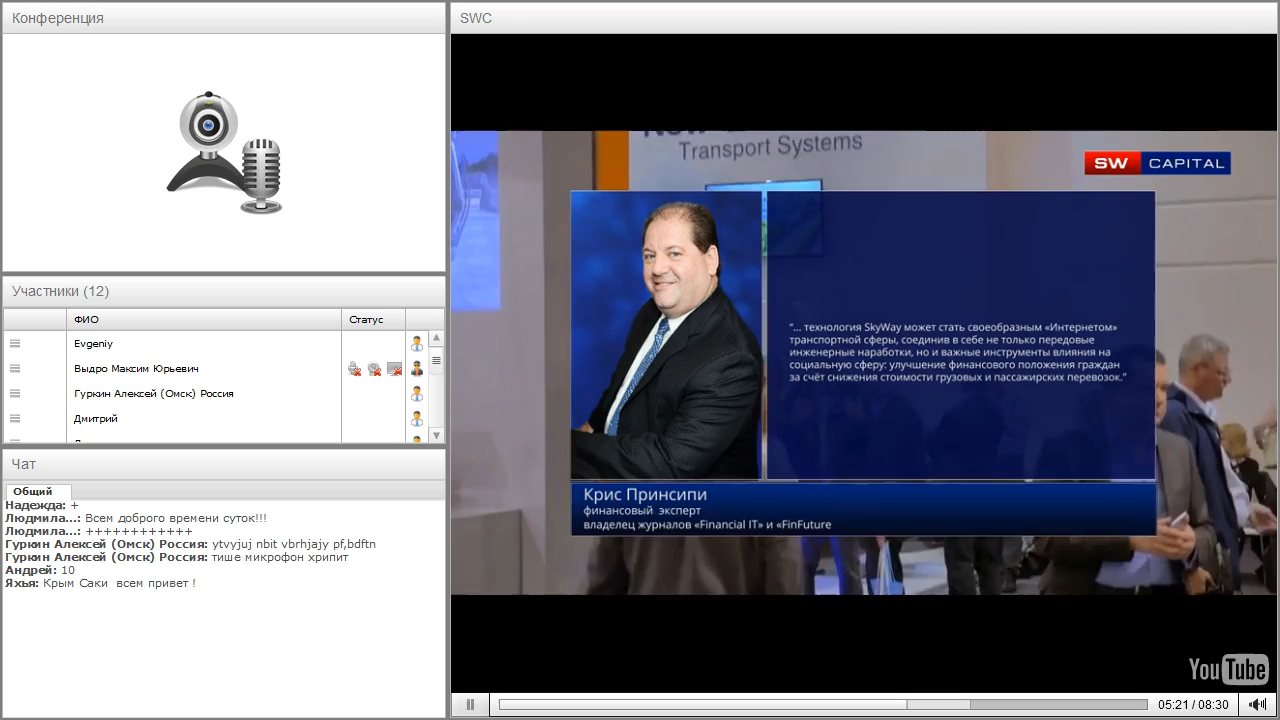 Конференция
Участники (12)
ФИО Статус
Evgeniy
Выдро Максим Юрьевич
Гуркин Алексей (Омск) Россия
Дмитрий
Чат
Общий
Надежда: +
Людмила...: Всем доброго времени суток!!!
Людмила...: ++++++++++++
Гуркин Алексей (Омск) Россия: ytvyjuj nbit vbrhjajy pf,bdftn
Гуркин Алексей (Омск) Россия: тише микрофон хрипит
Андрей: 10
Яхья: Крым Саки всем привет !
SWC
Transport Systems
SW CAPITAL
"... технология SkyWay может стать своеобразным «Интернетом»
транспортной сферы, соединив в себе не только передовые
инженерные наработки, но и важные инструменты влияния на
социальную сферу: улучшение финансового положения граждан
за счёт снижения стоимости грузовых и пассажирских перевозок."
Крис Принсипи
финансовый эксперт
владелец журналов «Financial IT» и «FinFuture
YouTube
05:21 / 08:30